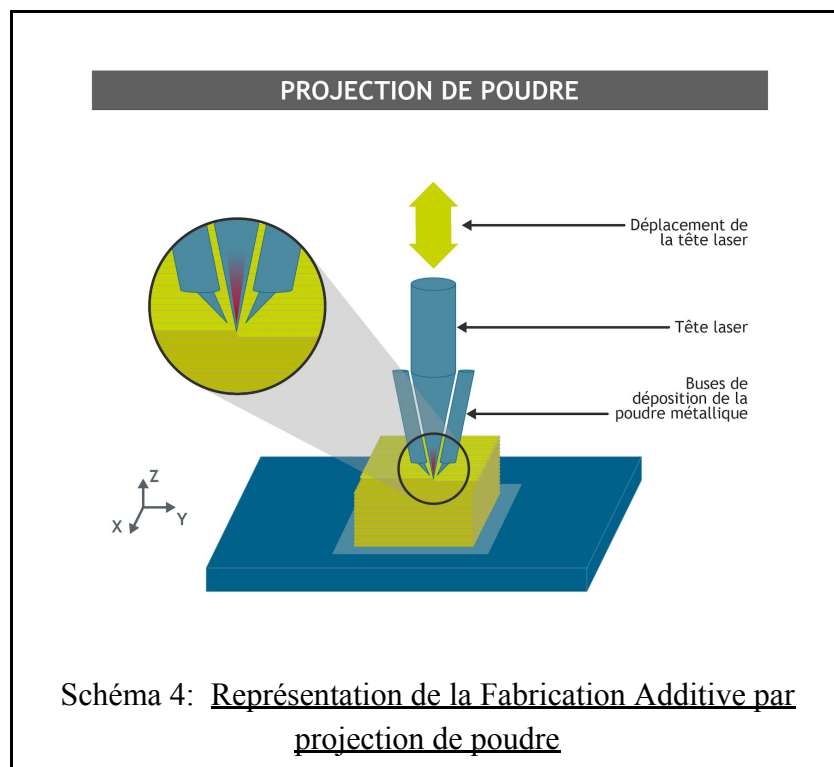 PROJECTION DE POUDRE
Déplacement de
la tête laser
Tête laser
Buses de
déposition de la
poudre métallique
Z
Y
X
Schéma 4: Représentation de la Fabrication Additive par
projection de poudre